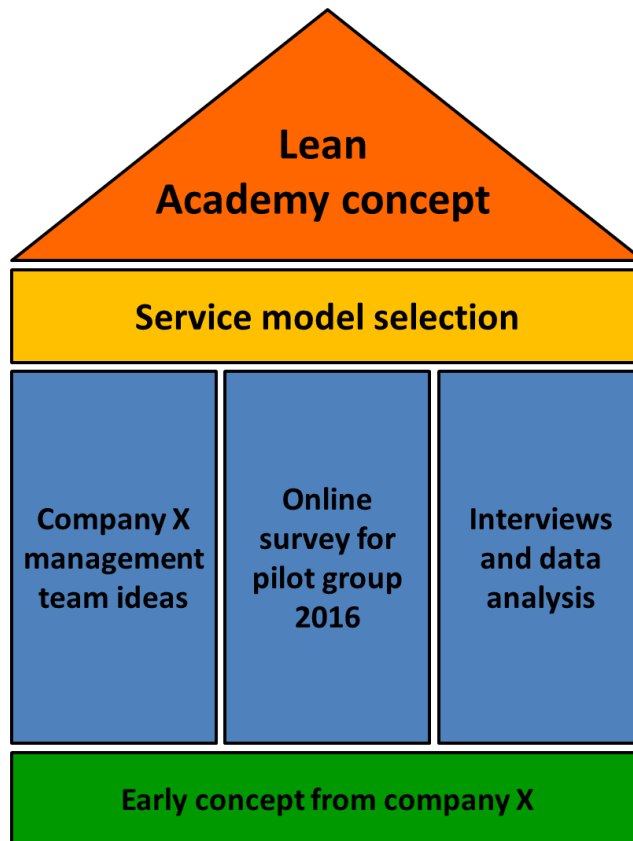 Lean
Academy concept
Service model selection
Company X
management
team ideas
Online
survey for
pilot group
2016
Interviews
and data
analysis
Early concept from company X